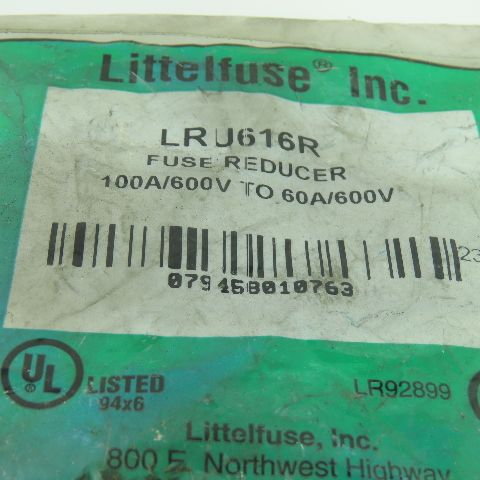 Littelfuse® Inc.
LRU616R
FUSE REDUCER
100A/600V TO 60A/600V
079458010763
23
UL
LISTED
94x6
LR92899
Littelfuse, Inc.
800 E. Northwest Highway